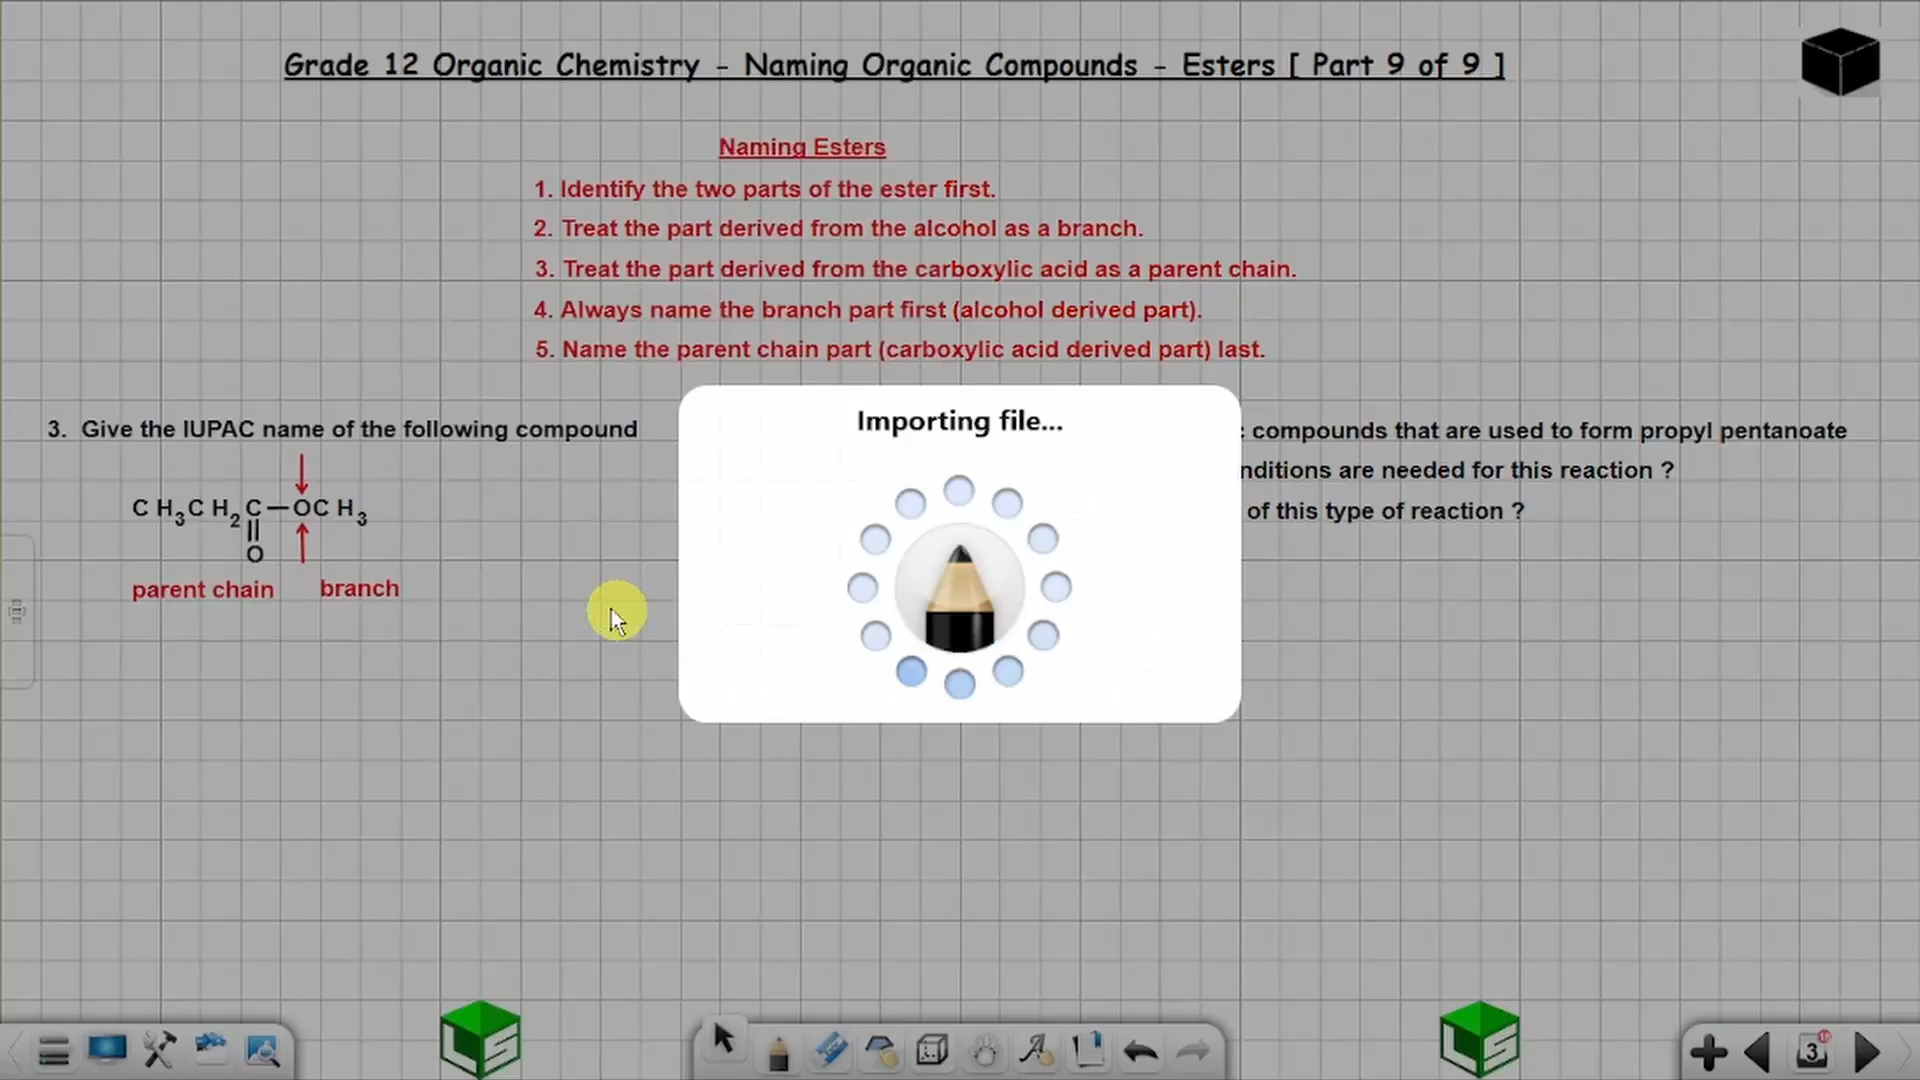 Grade 12 Organic Chemistry - Naming Organic Compounds - Esters [ Part 9 of 9 ]
Naming Esters
1. Identify the two parts of the ester first.
2. Treat the part derived from the alcohol as a branch.
3. Treat the part derived from the carboxylic acid as a parent chain.
4. Always name the branch part first (alcohol derived part).
5. Name the parent chain part (carboxylic acid derived part) last.
3. Give the IUPAC name of the following compound
CH3CH2C—OCH3
O
parent chain branch
Importing file...
compounds that are used to form propyl pentanoate
are needed for this reaction ?
of this type of reaction ?
LS
LS
3